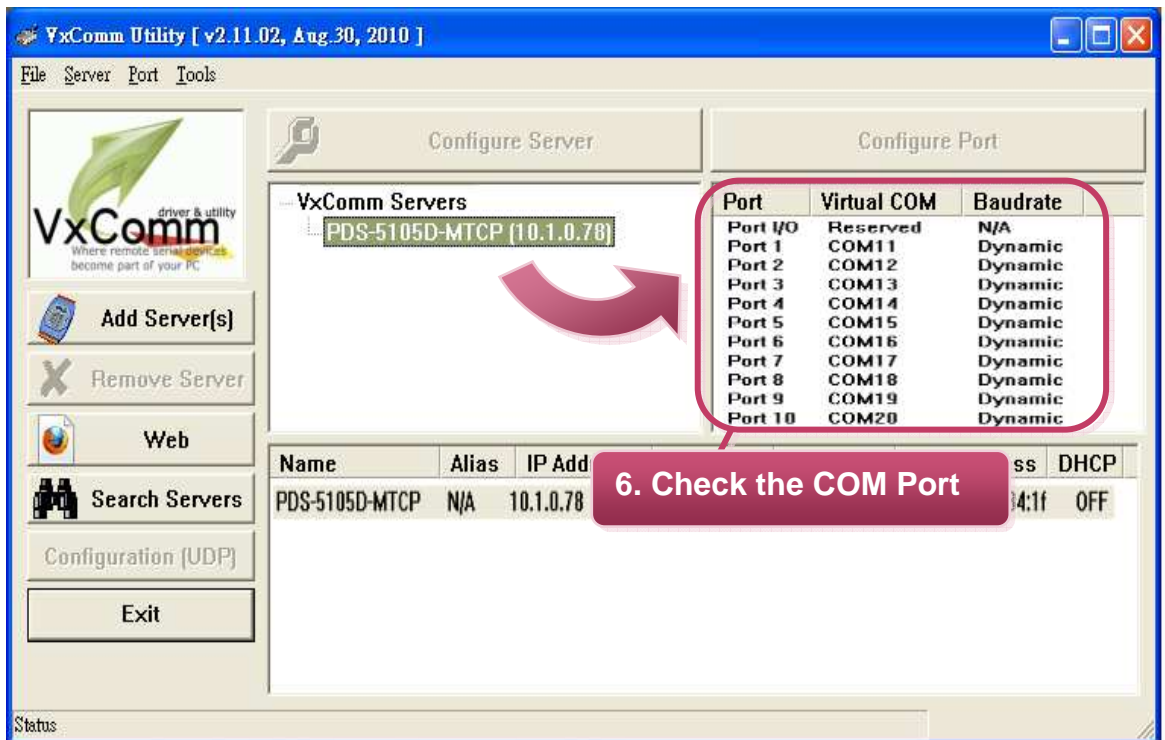 VxComm Utility [ v2.11.02, Aug.30, 2010 ]
File Server Port Tools
VxComm
driver & utility
Where remote serial devices
become part of your PC
Add Server(s)
Remove Server
Web
Search Servers
Configuration (UDP)
Exit
Configure Server
VxComm Servers
PDS-5105D-MTCP (10.1.0.78)
Configure Port
Port Virtual COM Baudrate
Port I/O Reserved N/A
Port 1 COM11 Dynamic
Port 2 COM12 Dynamic
Port 3 COM13 Dynamic
Port 4 COM14 Dynamic
Port 5 COM15 Dynamic
Port 6 COM16 Dynamic
Port 7 COM17 Dynamic
Port 8 COM18 Dynamic
Port 9 COM19 Dynamic
Port 10 COM20 Dynamic
6. Check the COM Port
Name Alias IP Add ss DHCP
PDS-5105D-MTCP N/A 10.1.0.78 4:1f OFF
Status